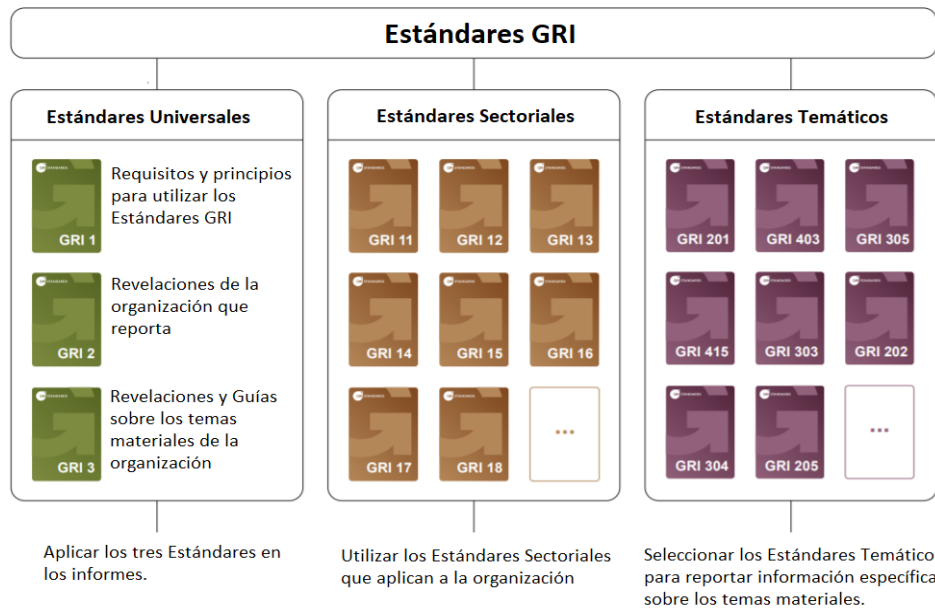 Estándares GRI
Estándares Universales
GRI 1
Requisitos y principios
para utilizar los
Estándares GRI
GRI 2
Revelaciones de la
organización que
reporta
GRI 3
Revelaciones y Guías
sobre los temas
materiales de la
organización
Aplicar los tres Estándares en
los informes.
Estándares Sectoriales
GRI 11
GRI 12
GRI 13
GRI 14
GRI 15
GRI 16
GRI 17
GRI 18
...
Utilizar los Estándares Sectoriales
que aplican a la organización
Estándares Temáticos
GRI 201
GRI 403
GRI 305
GRI 415
GRI 303
GRI 202
GRI 304
GRI 205
...
Seleccionar los Estándares Temático
para reportar información específica
sobre los temas materiales.